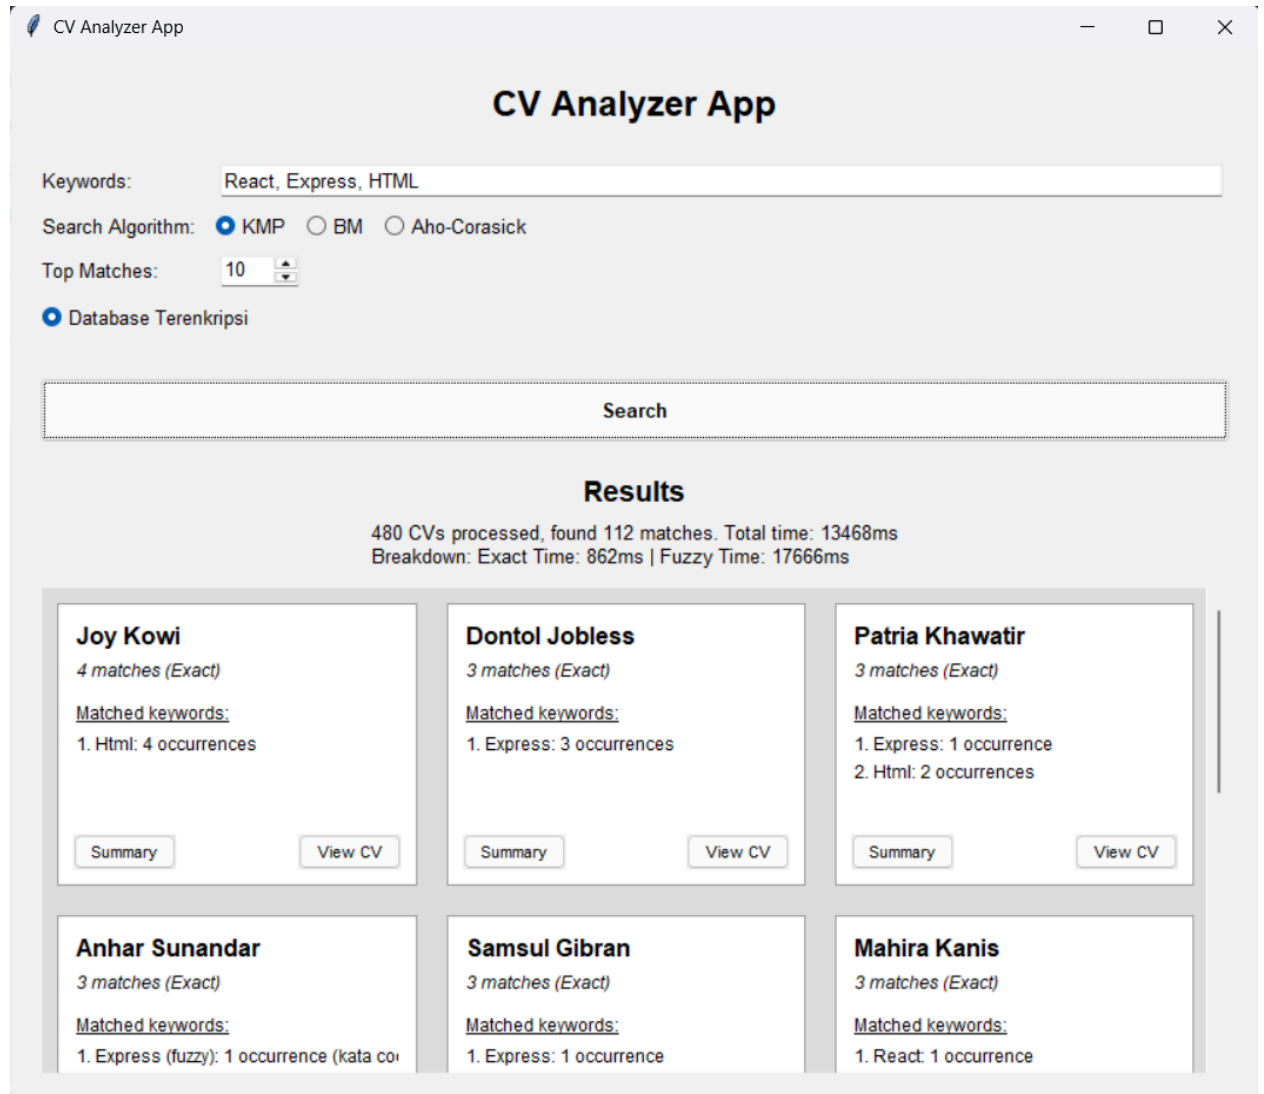 CV Analyzer App
CV Analyzer App
Keywords: React, Express, HTML
Search Algorithm: KMP BM Aho-Corasick
Top Matches: 10
Database Terenkripsi
Search
Results
480 CVs processed, found 112 matches. Total time: 13468ms
Breakdown: Exact Time: 862ms | Fuzzy Time: 17666ms
Joy Kowi
4 matches (Exact)
Matched keywords:
1. Html: 4 occurrences
Summary View CV
Dontol Jobless
3 matches (Exact)
Matched keywords:
1. Express: 3 occurrences
Summary View CV
Patria Khawatir
3 matches (Exact)
Matched keywords:
1. Express: 1 occurrence
2. Html: 2 occurrences
Summary View CV
Anhar Sunandar
3 matches (Exact)
Matched keywords:
1. Express (fuzzy): 1 occurrence (kata
Samsul Gibran
3 matches (Exact)
Matched keywords:
1. Express: 1 occurrence
Mahira Kanis
3 matches (Exact)
Matched keywords:
1. React: 1 occurrence